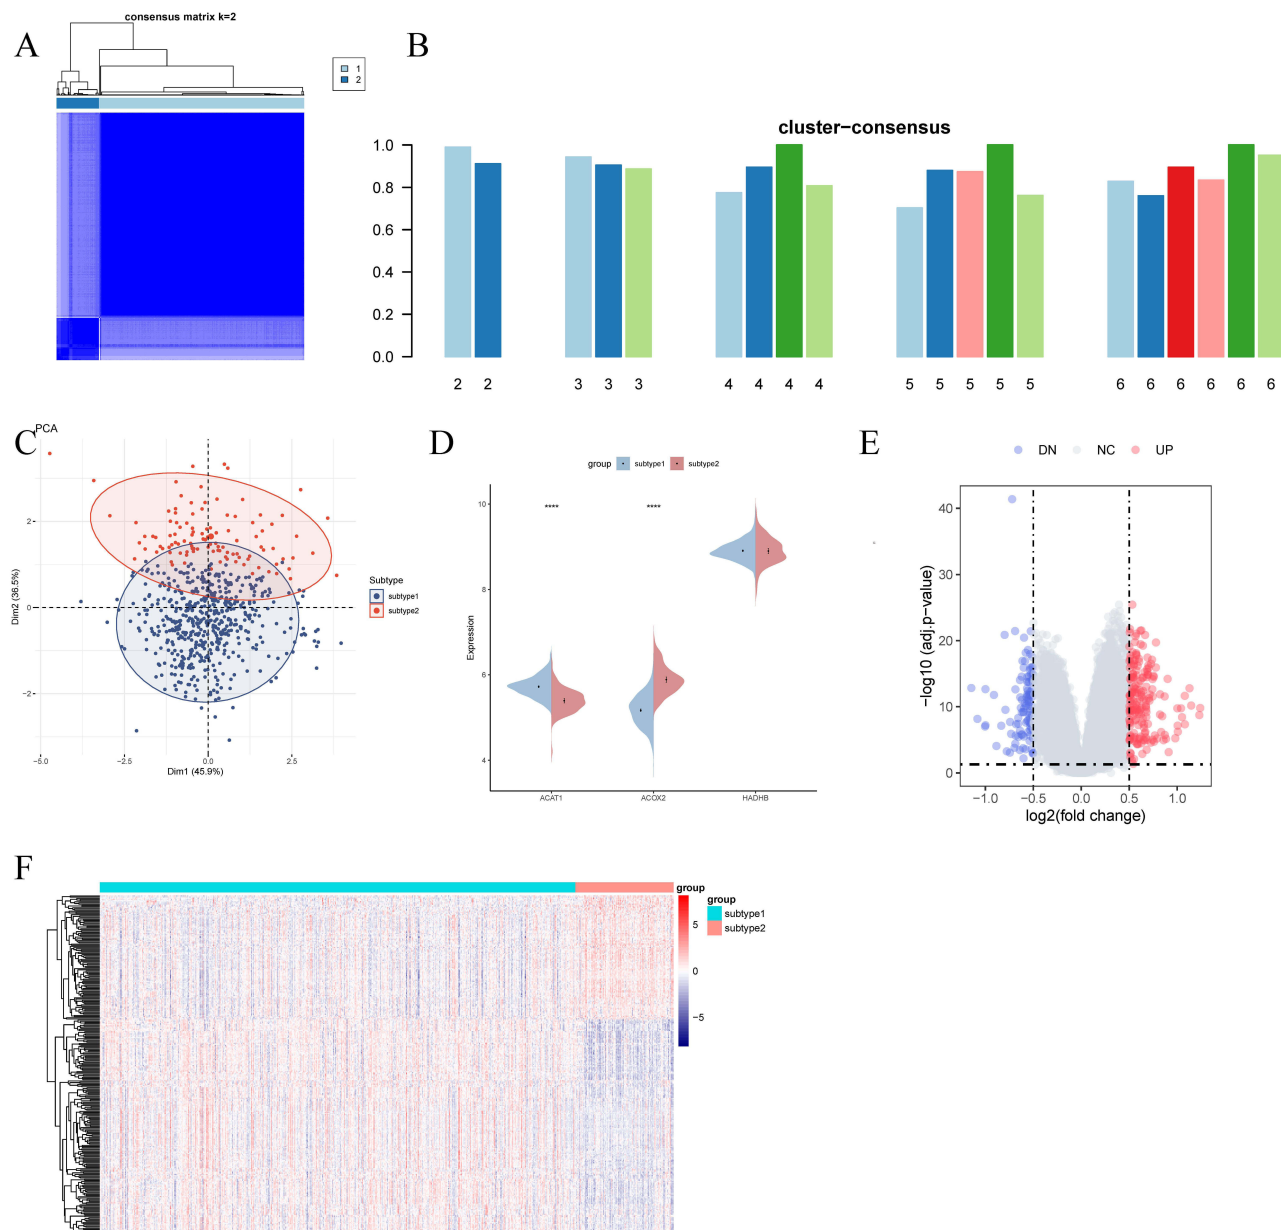 A
consensus matrix k=2
1
2
B
cluster−consensus
1.0
0.8
0.6
0.4
0.2
0.0
2 2 3 3 3 4 4 4 4 5 5 5 5 5 6 6 6 6 6 6
C
PCA
Dim2 (36.5%)
2
0
−2
−5.0 −2.5 0.0 2.5
Dim1 (45.9%)
Subtype
subtype1
subtype2
D
group subtype1 subtype2
Expression
10
8
6
4
**** ****
ACAT1 ACOX2 HADHB
E
DN NC UP
−log10 (adj.p−value)
40
30
20
10
0
−1.0 −0.5 0.0 0.5 1.0
log2(fold change)
F
group
5
0
−5
group
subtype1
subtype2